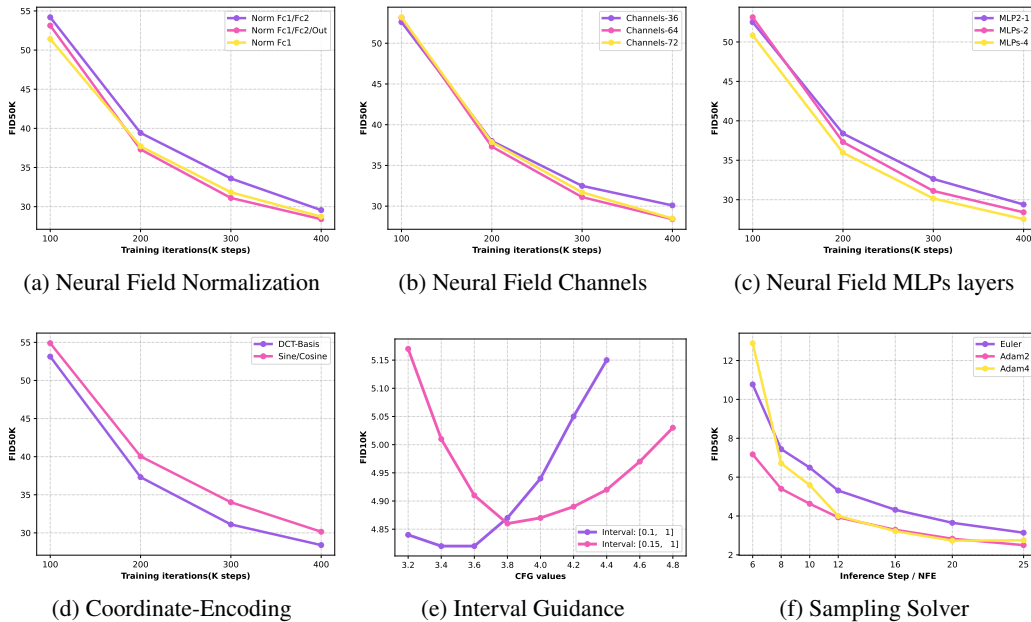 55
50
45
40
35
30
FID50K
100
200
300
400
Training iterations(K steps)
Norm Fc1/Fc2
Norm Fc1/Fc2/Out
Norm Fc1
(a) Neural Field Normalization
50
45
40
35
30
FID50K
100
200
300
400
Training iterations(K steps)
Channels-36
Channels-64
Channels-72
(b) Neural Field Channels
50
45
40
35
30
FID50K
100
200
300
400
Training iterations(K steps)
MLP2-1
MLPs-2
MLPs-4
(c) Neural Field MLPs layers
55
50
45
40
35
30
FID50K
100
200
300
400
Training iterations(K steps)
DCT-Basis
Sine/Cosine
(d) Coordinate-Encoding
5.15
5.10
5.05
5.00
4.95
4.90
4.85
FID10K
3.2
3.4
3.6
3.8
4.0
4.2
4.4
4.6
4.8
CFG values
Interval: [0.1, 1]
Interval: [0.15, 1]
(e) Interval Guidance
12
10
8
6
4
2
FID50K
6
8
10
12
16
20
25
Inference Step / NFE
Euler
Adam2
Adam4
(f) Sampling Solver